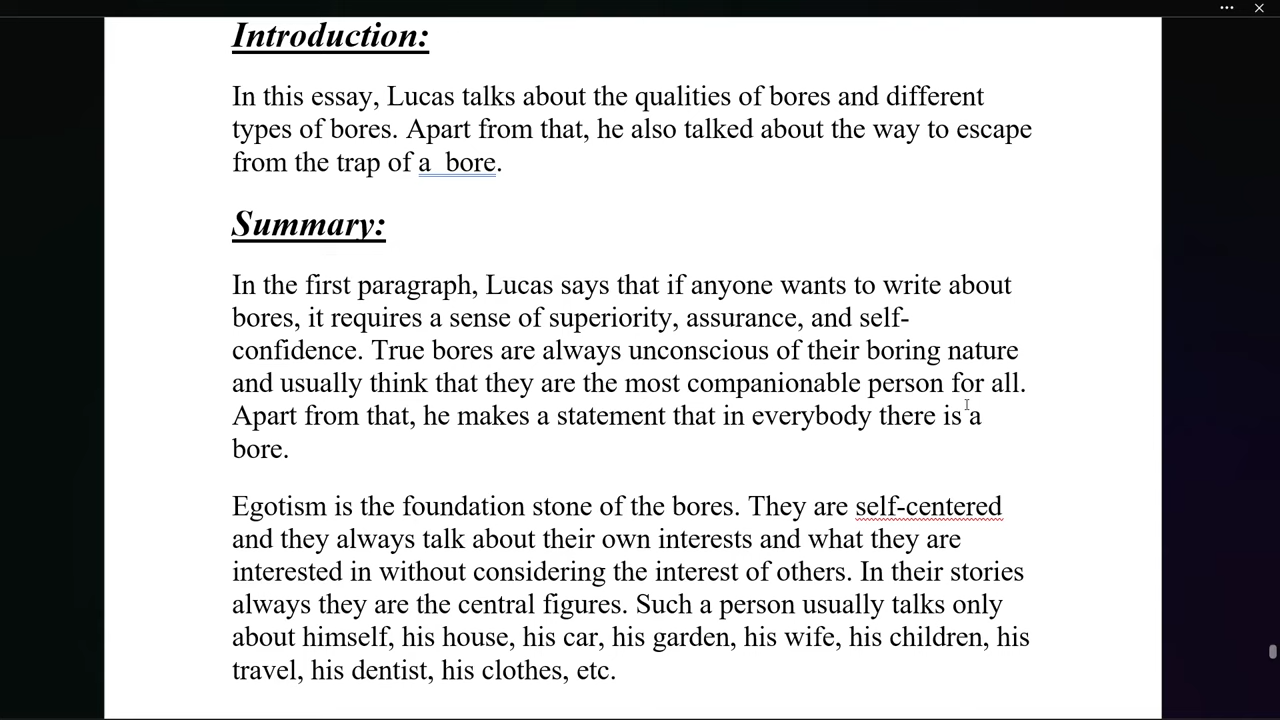 Introduction:
In this essay, Lucas talks about the qualities of bores and different
types of bores. Apart from that, he also talked about the way to escape
from the trap of a  bore.
Summary:
In the first paragraph, Lucas says that if anyone wants to write about
bores, it requires a sense of superiority, assurance, and self-
confidence. True bores are always unconscious of their boring nature
and usually think that they are the most companionable person for all.
Apart from that, he makes a statement that in everybody there is a
bore.
Egotism is the foundation stone of the bores. They are self-centered
and they always talk about their own interests and what they are
interested in without considering the interest of others. In their stories
always they are the central figures. Such a person usually talks only
about himself, his house, his car, his garden, his wife, his children, his
travel, his dentist, his clothes, etc.